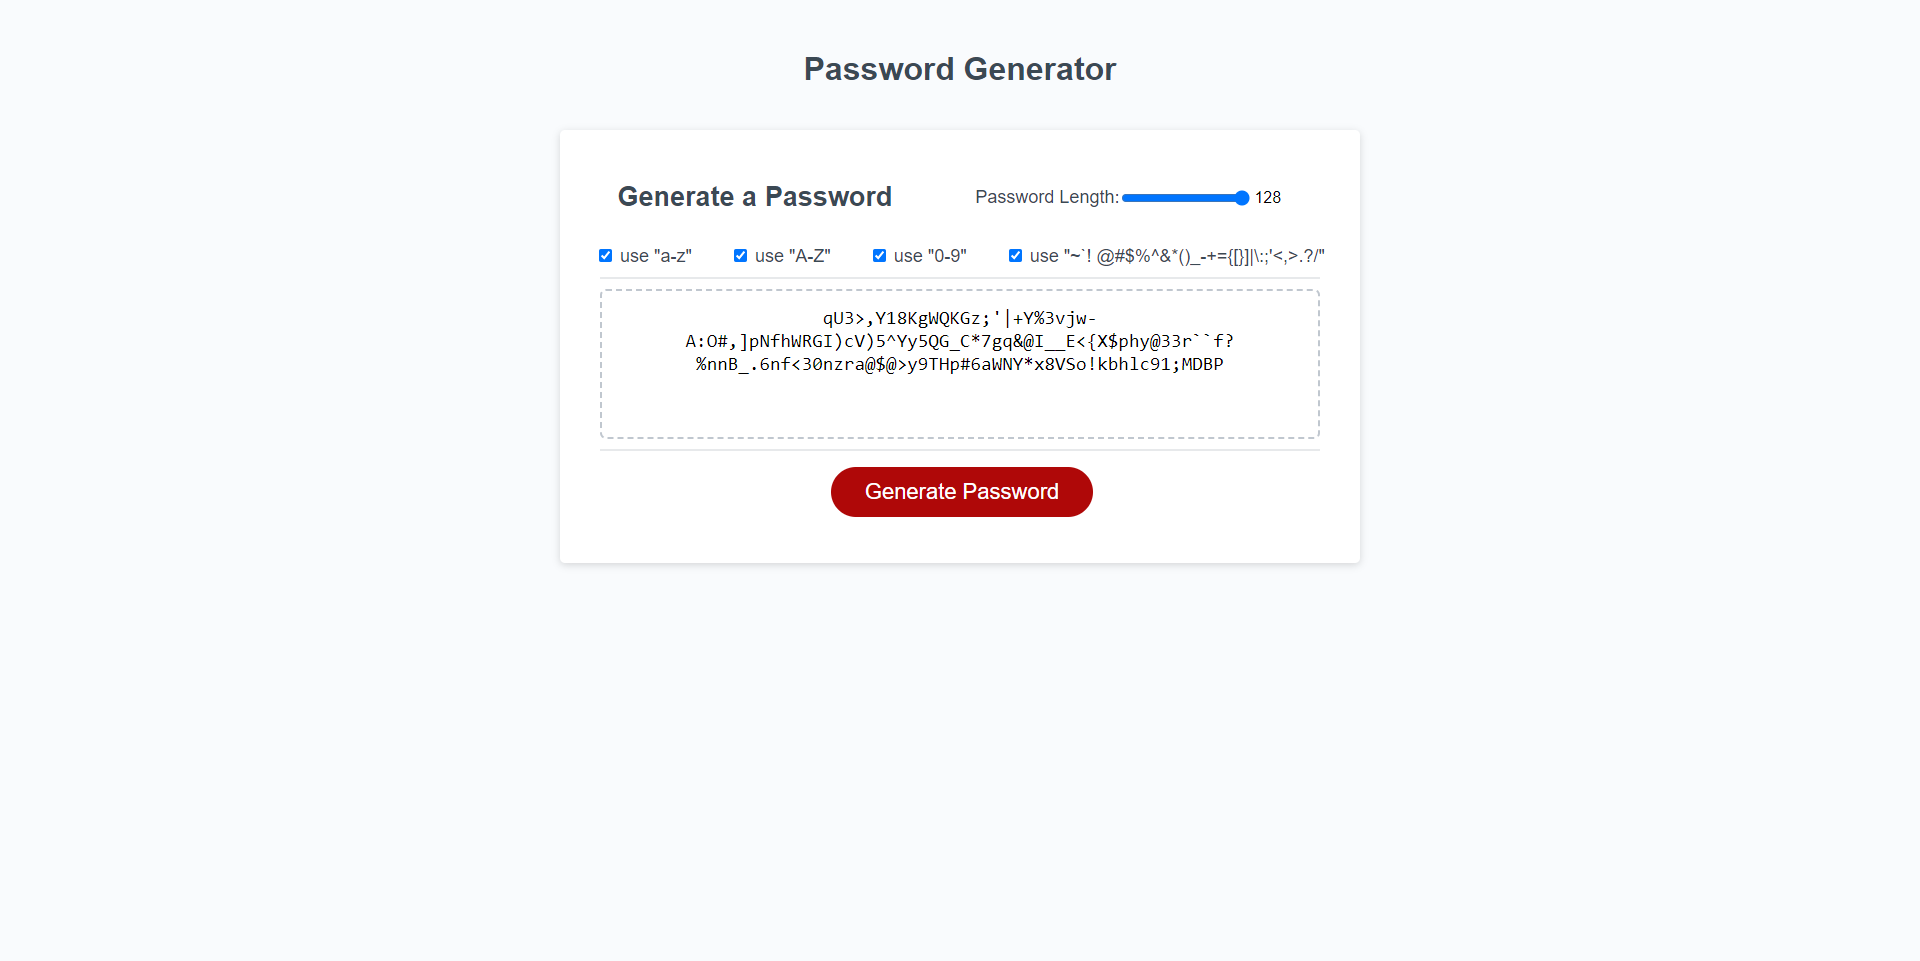 Password Generator
Generate a Password
Password Length: 128
use "a-z" use "A-Z" use "0-9" use "~`! @#$%^&*()_-+={[}]|\:;'<,>.?/"
qU3>,Y18KgWQKGz;'|+Y%3vjw-
A:O#,]pNfhWRGI)cV)5^Yy5QG_C*7gq&@I__E<{X$phy@33r``f?
%nnB_.6nf<30nzra@$@>y9THp#6aWNY*x8VSo!kbhlc91;MDBP
Generate Password